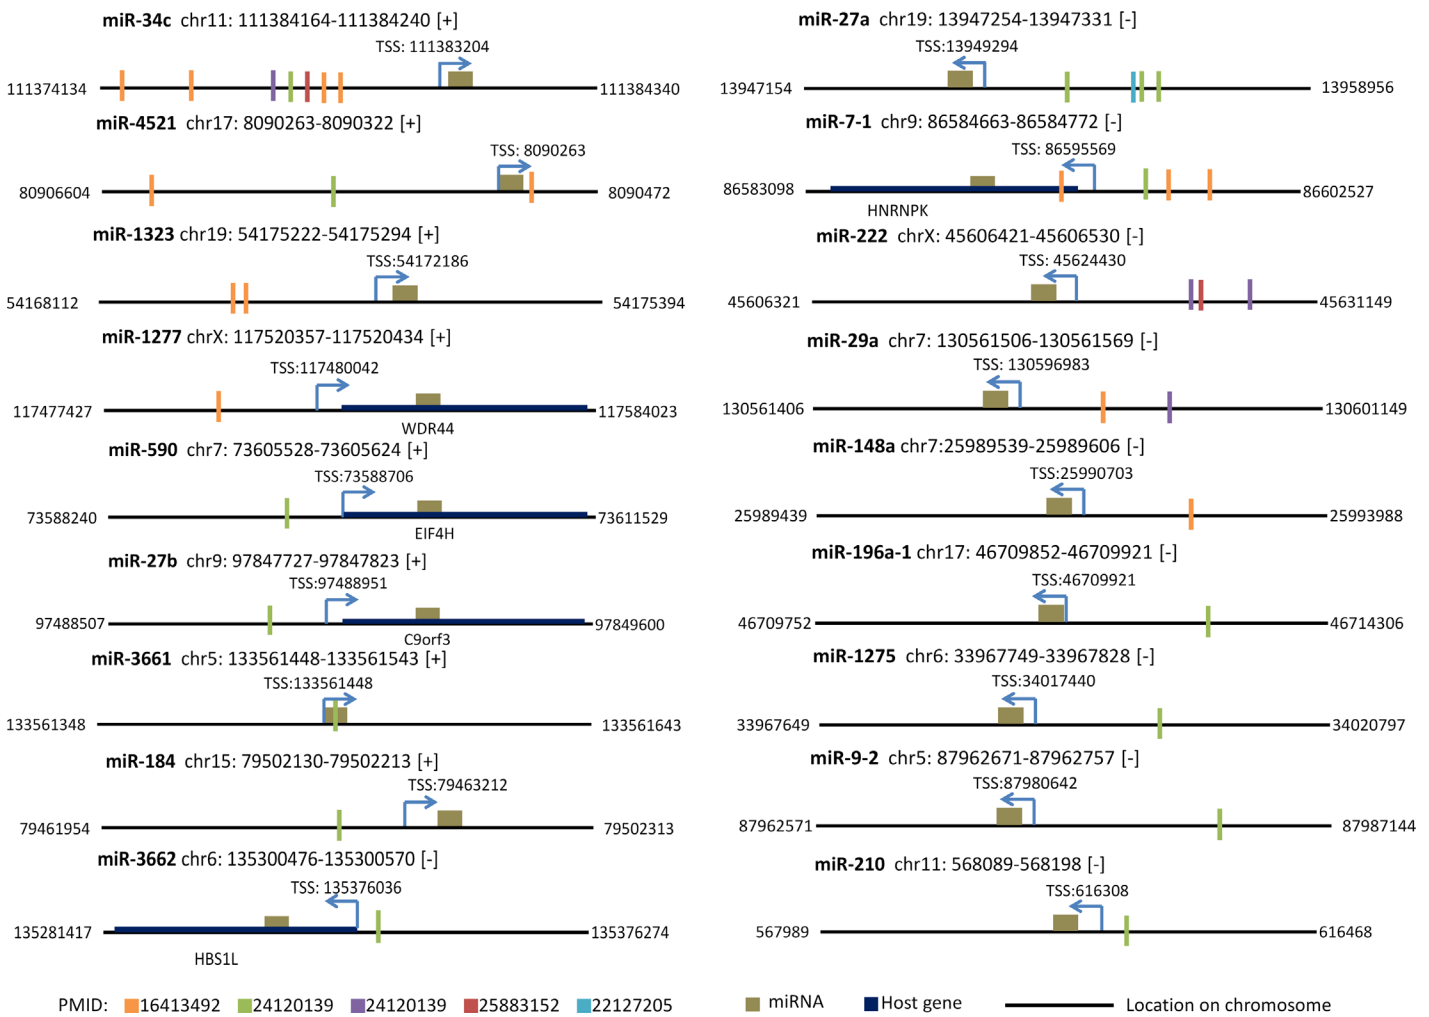 miR-34c chr11: 111384164-111384240 [+]
TSS: 111383204
111374134
111384340
miR-4521 chr17: 8090263-8090322 [+]
TSS: 8090263
80906604
8090472
miR-1323 chr19: 54175222-54175294 [+]
TSS:54172186
54168112
54175394
miR-1277 chrX: 117520357-117520434 [+]
TSS:117480042
117477427
117584023
WDR44
miR-590 chr7: 73605528-73605624 [+]
TSS:73588706
73588240
73611529
EIF4H
miR-27b chr9: 97847727-97847823 [+]
TSS:97488951
97488507
97849600
C9orf3
miR-3661 chr5: 133561448-133561543 [+]
TSS:133561448
133561348
133561643
miR-184 chr15: 79502130-79502213 [+]
TSS:79463212
79461954
79502313
miR-3662 chr6: 135300476-135300570 [-]
TSS: 135376036
135281417
135376274
HBS1L
miR-27a chr19: 13947254-13947331 [-]
TSS:13949294
13947154
13958956
miR-7-1 chr9: 86584663-86584772 [-]
TSS: 86595569
86583098
86602527
HNRNPK
miR-222 chrX: 45606421-45606530 [-]
TSS: 45624430
45606321
45631149
miR-29a chr7: 130561506-130561569 [-]
TSS: 130596983
130561406
130601149
miR-148a chr7:25989539-25989606 [-]
TSS:25990703
25989439
25993988
miR-196a-1 chr17: 46709852-46709921 [-]
TSS:46709921
46709752
46714306
miR-1275 chr6: 33967749-33967828 [-]
TSS:34017440
33967649
34020797
miR-9-2 chr5: 87962671-87962757 [-]
TSS:87980642
87962571
87987144
miR-210 chr11: 568089-568198 [-]
TSS:616308
567989
616468
PMID: 16413492 24120139 24120139 25883152 22127205 miRNA Host gene Location on chromosome